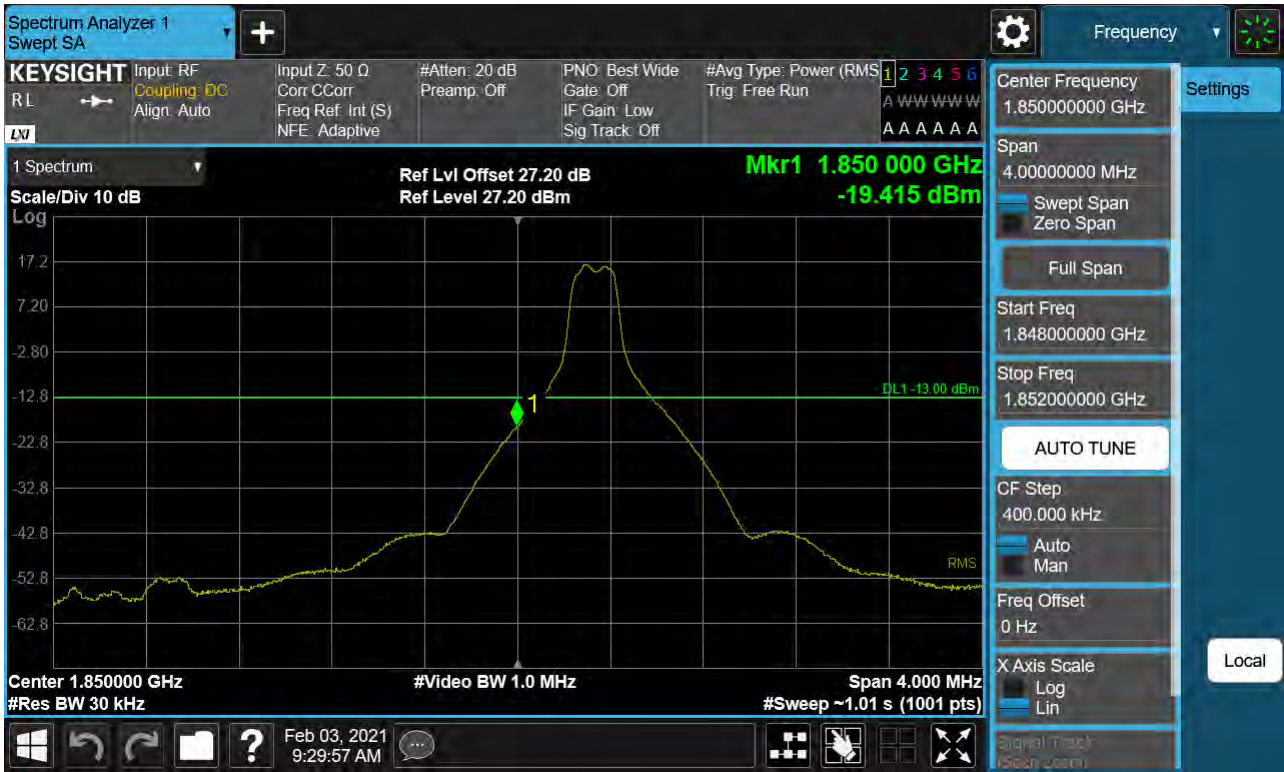 Spectrum Analyzer 1
Swept SA
+
Frequency
KEYSIGHT
RL
LXI
Input: RF
Coupling: DC
Align: Auto
Input Z: 50 Ω
Corr CCorr
Freq Ref: Int (S)
NFE: Adaptive
#Atten: 20 dB
Preamp: Off
PNO: Best Wide
Gate: Off
IF Gain: Low
Sig Track: Off
#Avg Type: Power (RMS
Trig: Free Run
1 2 3 4 5 6
A W W W W W
A A A A A A
1 Spectrum
Scale/Div 10 dB
Log
Ref Lvl Offset 27.20 dB
Ref Level 27.20 dBm
Mkr1 1.850 000 GHz
-19.415 dBm
17.2
7.20
-2.80
-12.8
-22.8
-32.8
-42.8
-52.8
-62.8
DL1 -13.00 dBm
1
RMS
Center 1.850000 GHz
#Res BW 30 kHz
#Video BW 1.0 MHz
Span 4.000 MHz
#Sweep ~1.01 s (1001 pts)
Center Frequency
1.850000000 GHz
Span
4.00000000 MHz
Swept Span
Zero Span
Full Span
Start Freq
1.848000000 GHz
Stop Freq
1.852000000 GHz
AUTO TUNE
CF Step
400.000 kHz
Auto
Man
Freq Offset
0 Hz
X Axis Scale
Log
Lin
Signal Track
(Span Zoom)
Settings
Local
?
Feb 03, 2021
9:29:57 AM